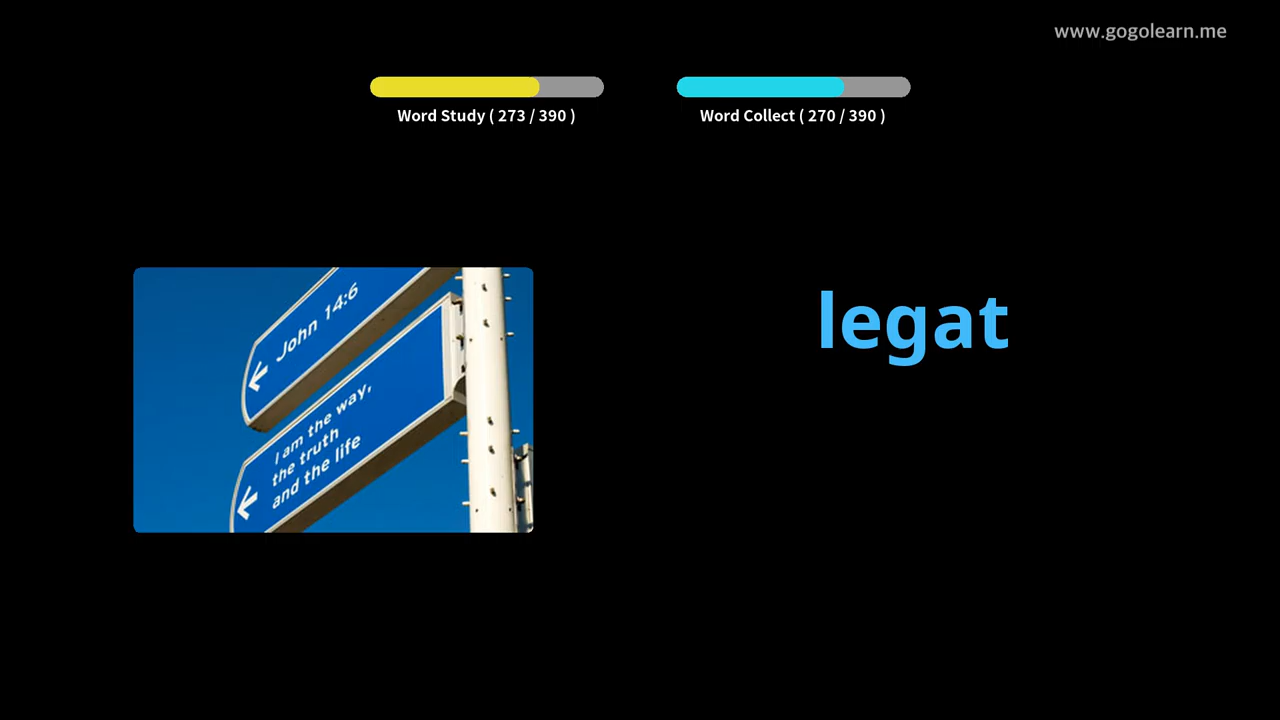 www.gogolearn.me
Word Study ( 273 / 390 )
Word Collect ( 270 / 390 )
John 14:6
I am the way,
the truth
and the life
legat